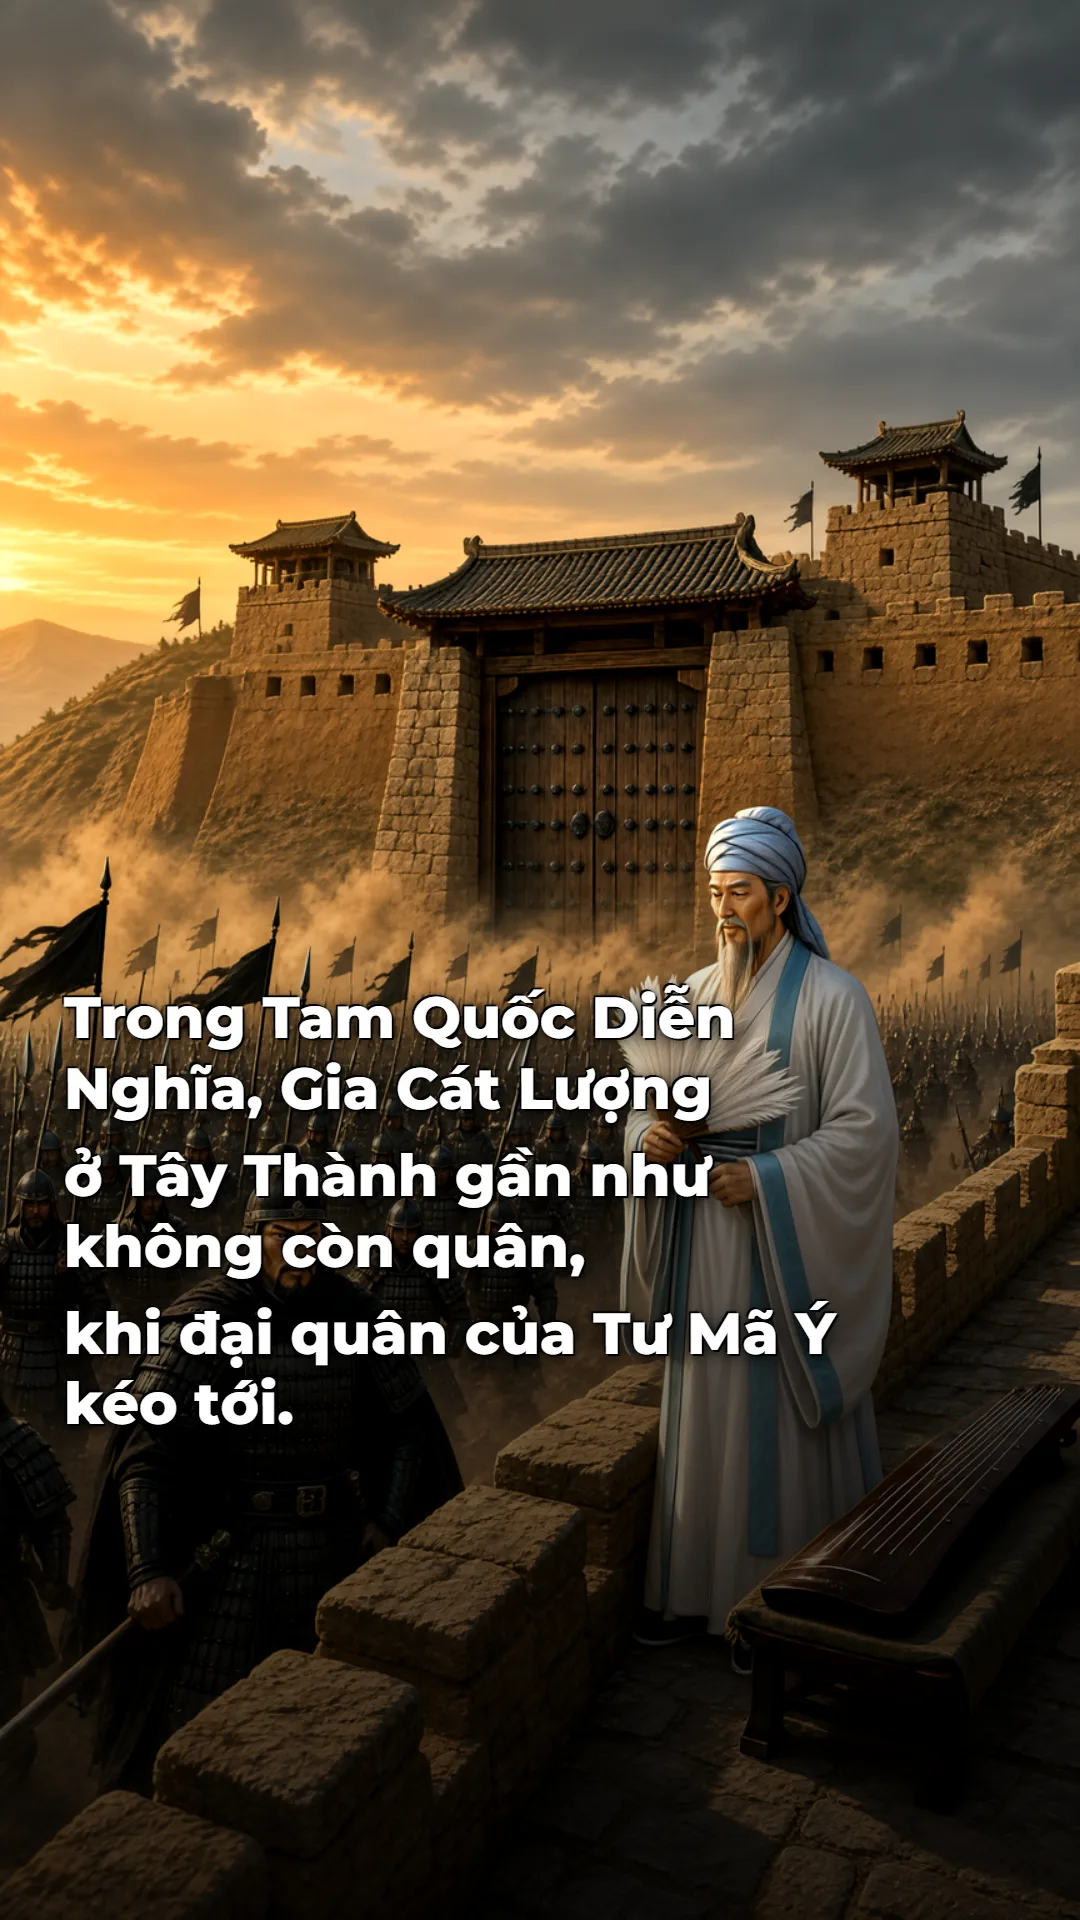 Trong Tam Quốc Diễn
Nghĩa, Gia Cát Lượng
ở Tây Thành gần như
không còn quân,
khi đại quân của Tư Mã Ý
kéo tới.